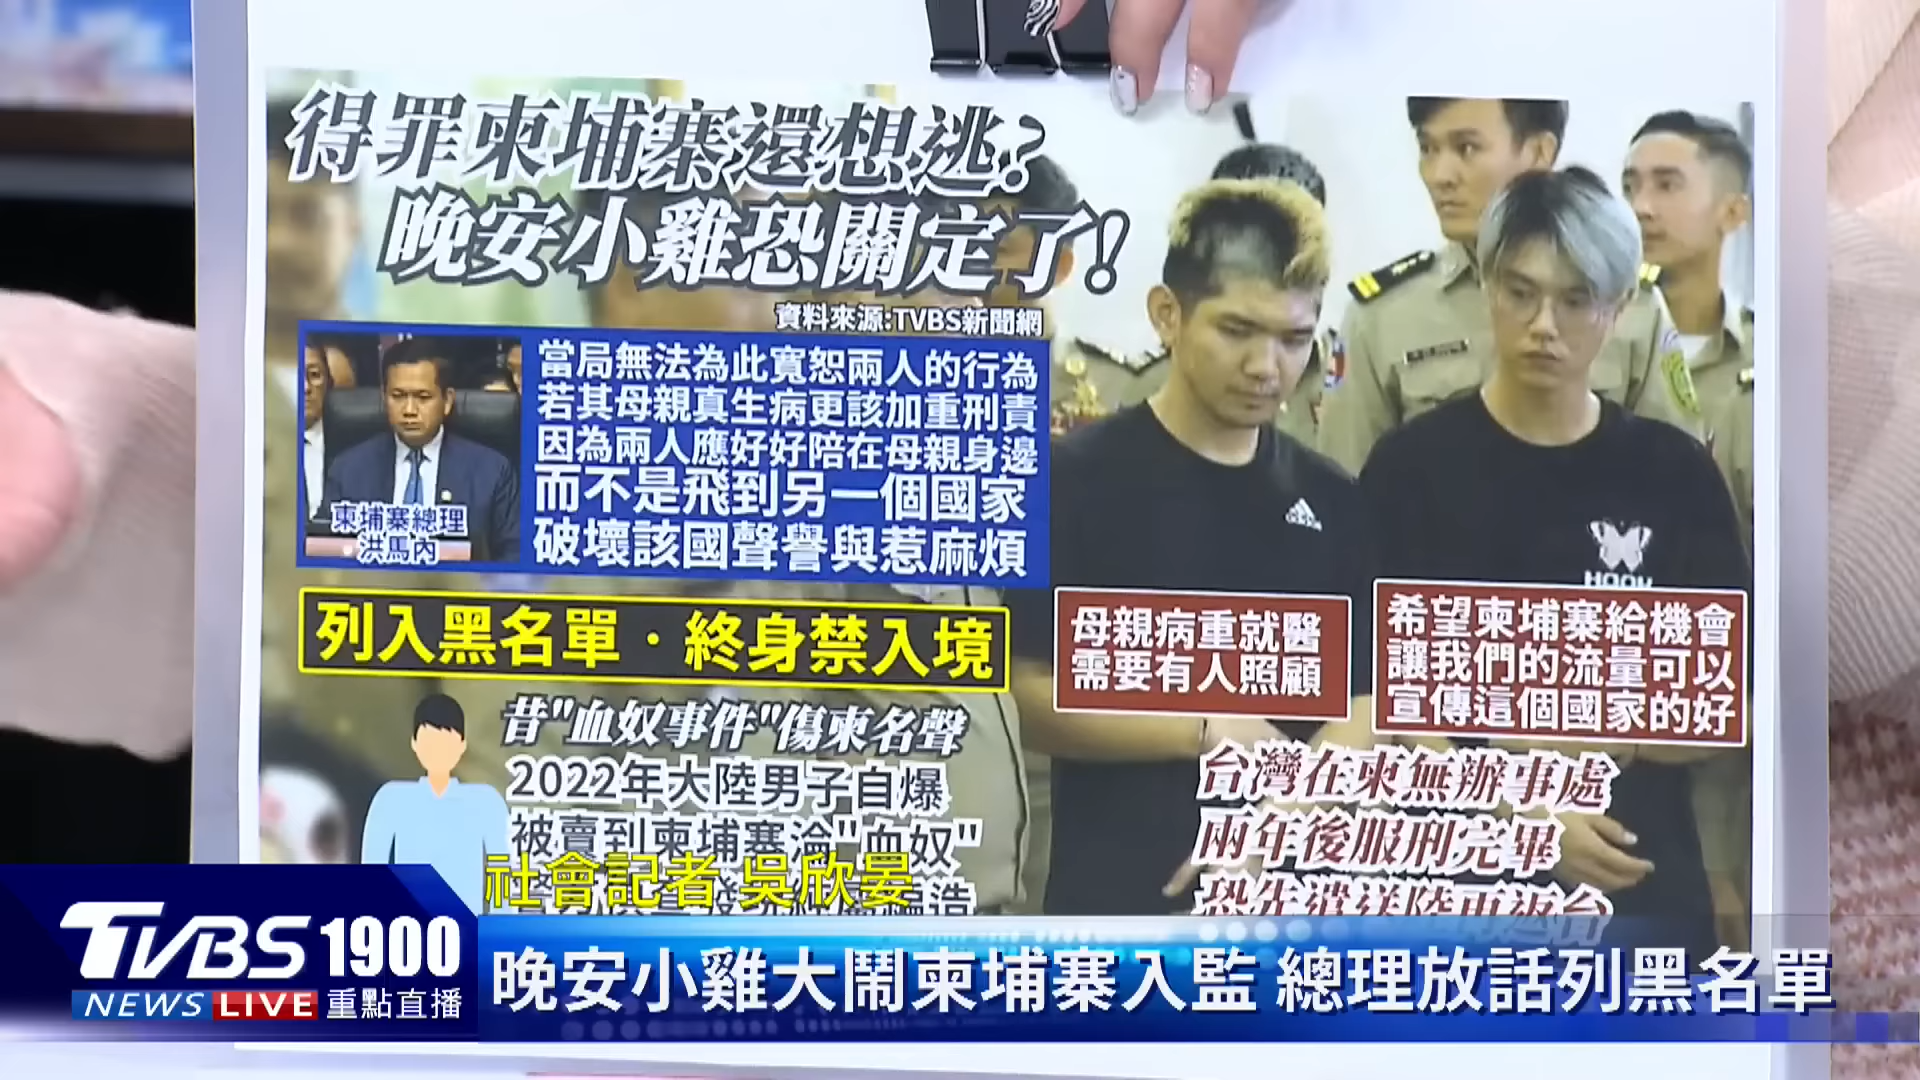 得罪柬埔寨還想逃?
晚安小雞恐關定了!
資料來源:TVBS新聞網
當局無法為此寬恕兩人的行為
若其母親真生病更該加重刑責
因為兩人應好好陪在母親身邊
而不是飛到另一個國家
破壞該國聲譽與惹麻煩
柬埔寨總理
洪馬內
列入黑名單·終身禁入境
母親病重就醫
需要有人照顧
希望柬埔寨給機會
讓我們的流量可以
宣傳這個國家的好
昔"血奴事件"傷柬名聲
2022年大陸男子自爆
被賣到柬埔寨淪"血奴"
台灣在柬無辦事處
兩年後服刑完畢
恐先遣送陸再返台
adidas
社會記者 吳欣晏
TVBS 1900
NEWS LIVE 重點直播
晚安小雞大鬧柬埔寨入監 總理放話列黑名單